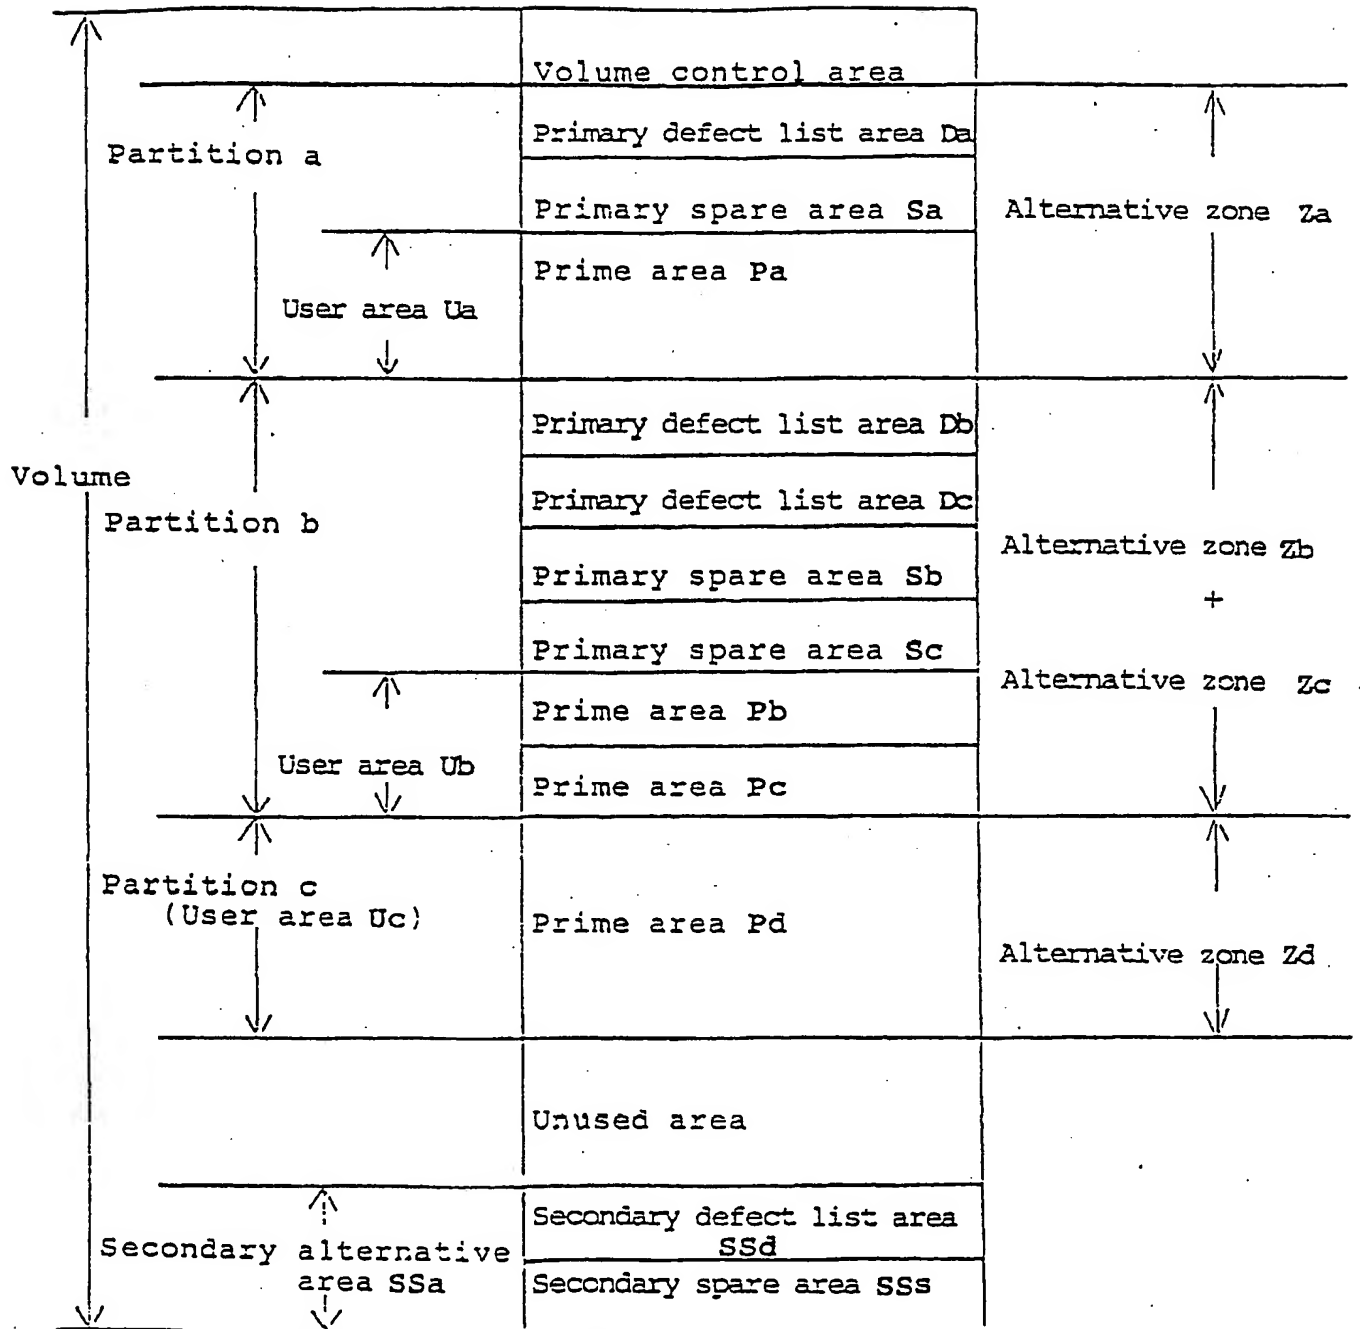 Volume control area
Primary defect list area Da
Partition a
Primary spare area Sa
Alternative zone Za
Prime area Pa
User area Ua
Primary defect list area Db
Volume
Primary defect list area Dc
Partition b
Alternative zone Zb
Primary spare area Sb
+
Primary spare area Sc
Alternative zone Zc
Prime area Pb
User area Ub
Prime area Pc
Partition c
(User area Uc)
Prime area Pd
Alternative zone Zd
Unused area
Secondary defect list area
SSd
Secondary alternative
area SSa
Secondary spare area SSs